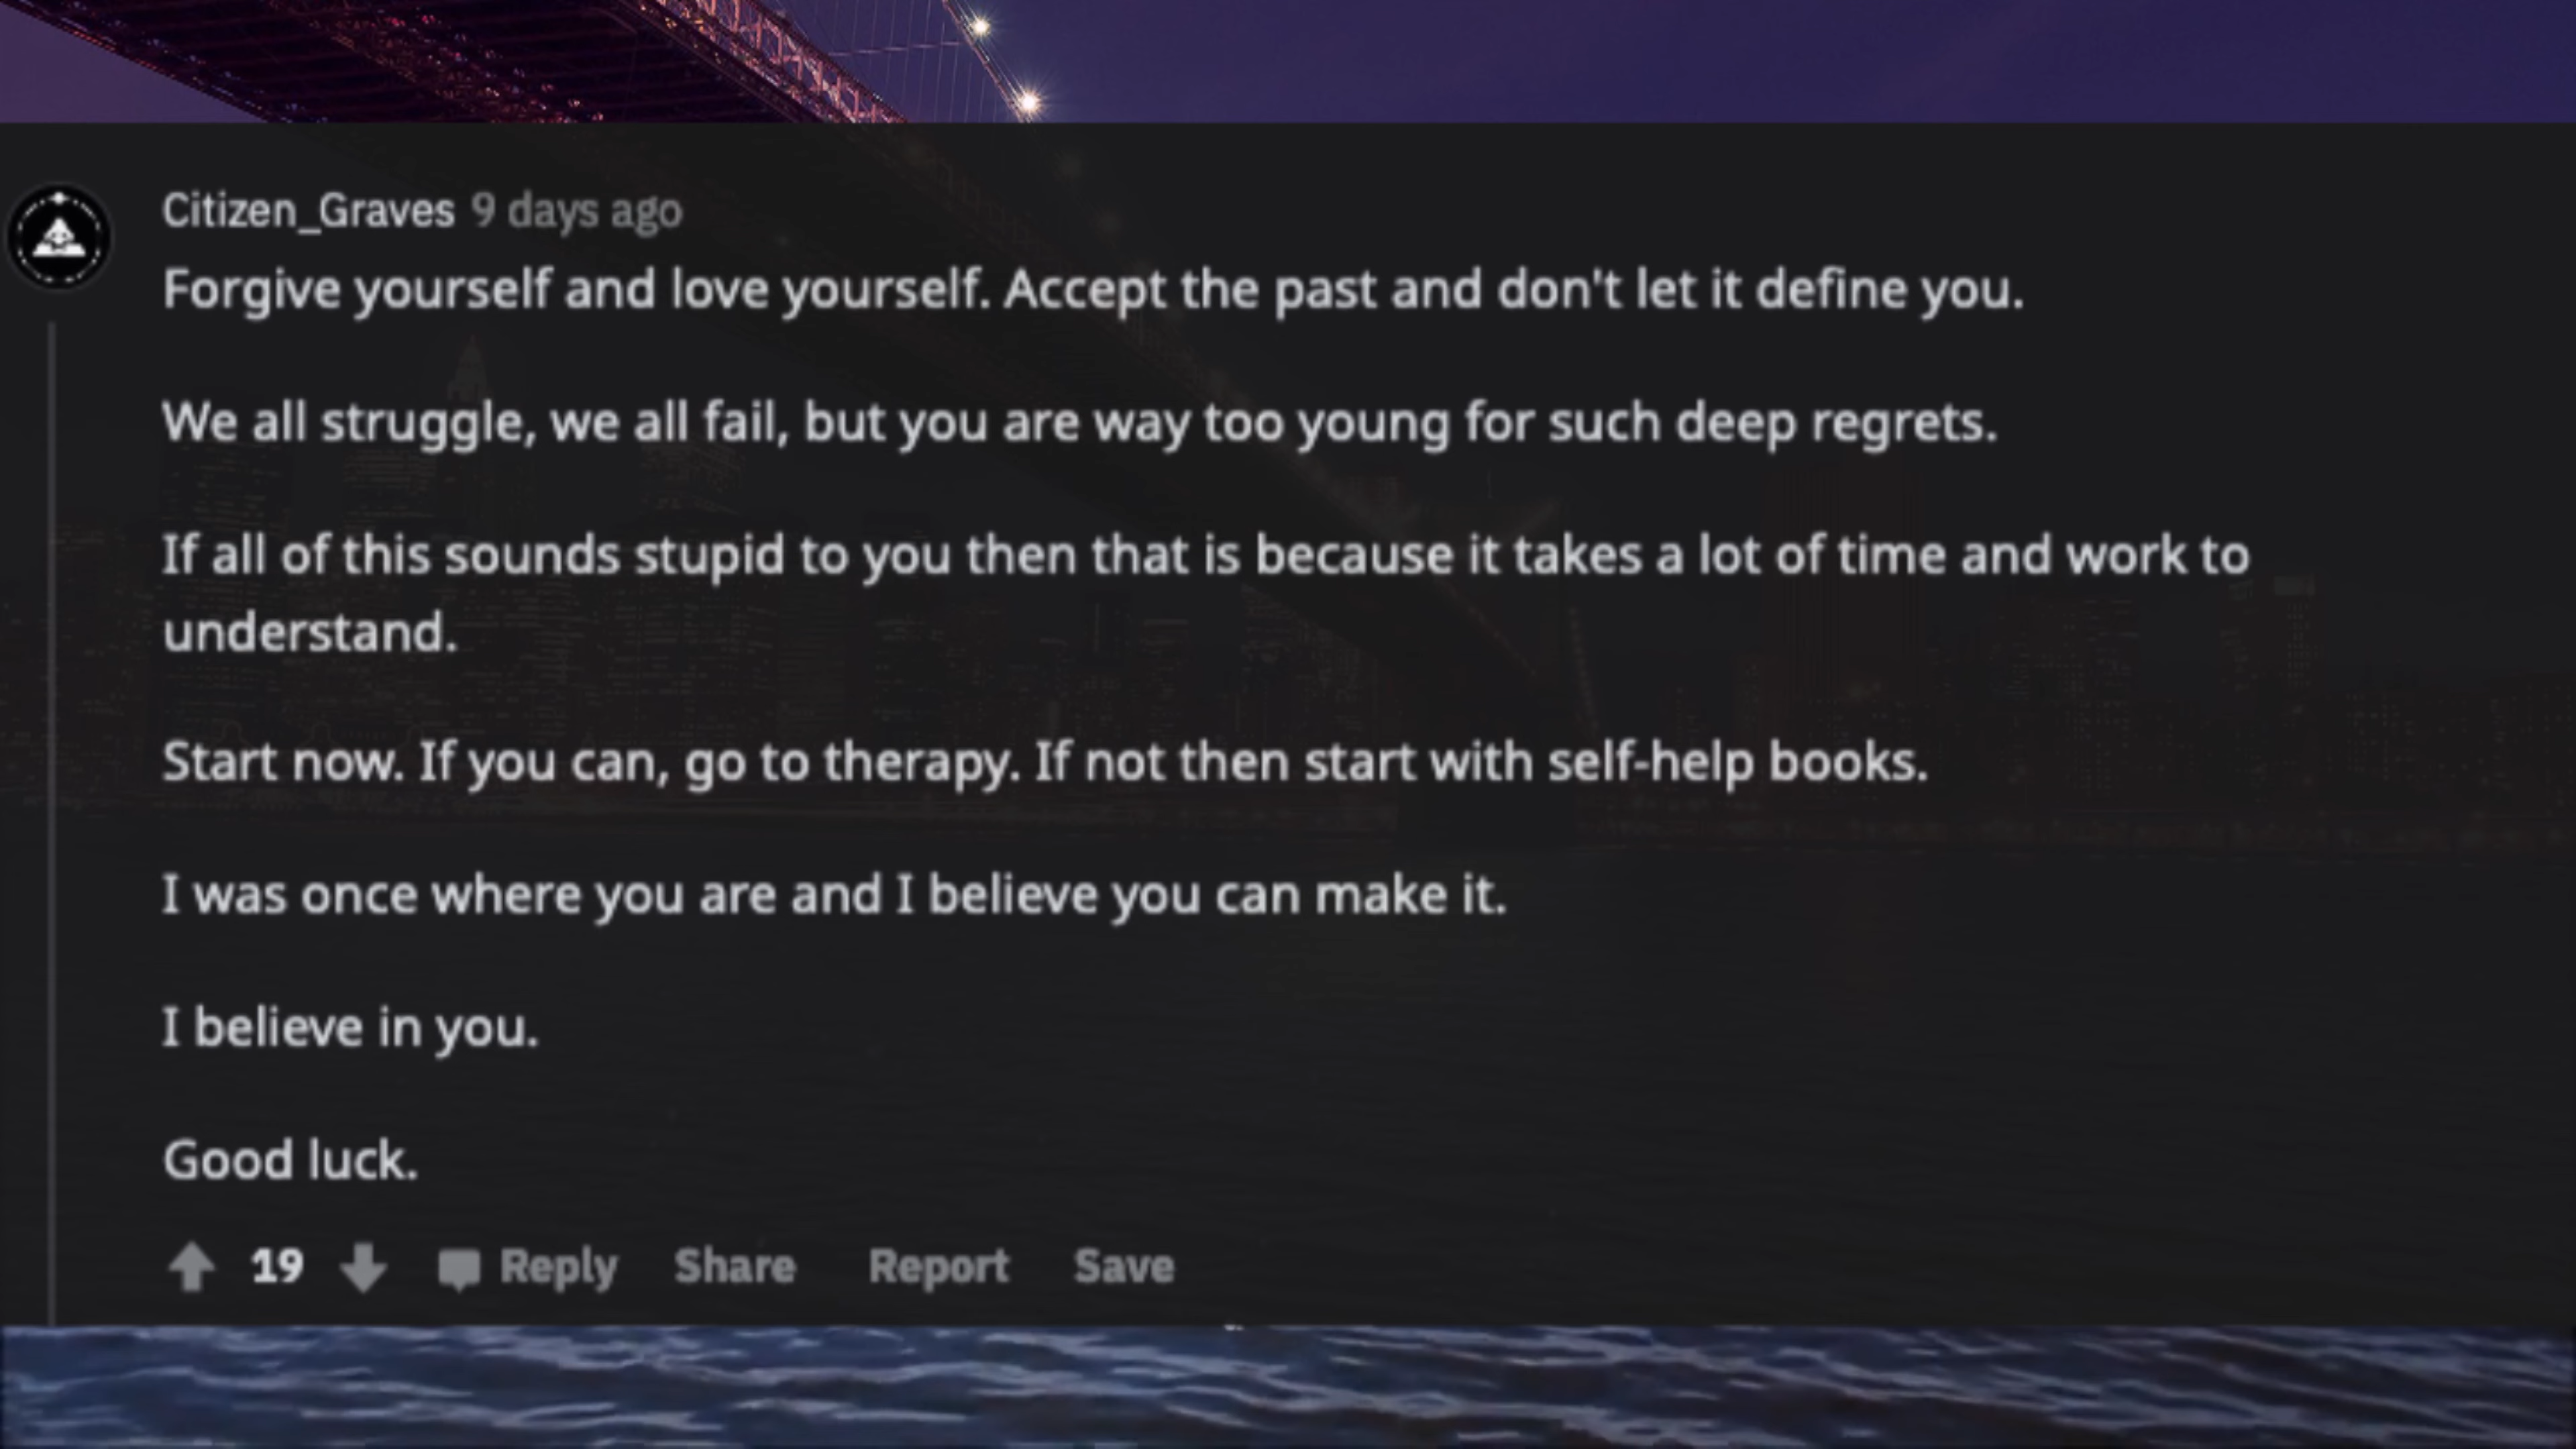 Citizen_Graves 9 days ago
Forgive yourself and love yourself. Accept the past and don't let it define you.
We all struggle, we all fail, but you are way too young for such deep regrets.
If all of this sounds stupid to you then that is because it takes a lot of time and work to
understand.
Start now. If you can, go to therapy. If not then start with self-help books.
I was once where you are and I believe you can make it.
I believe in you.
Good luck.
19 Reply Share Report Save